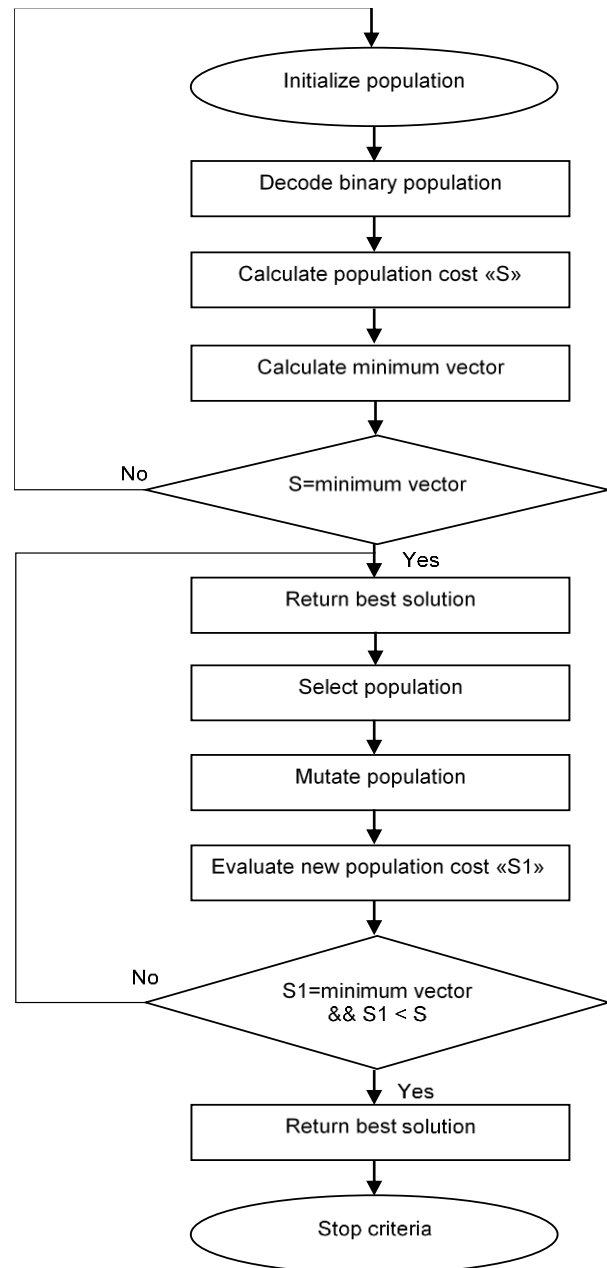 Initialize population
Decode binary population
Calculate population cost «S»
Calculate minimum vector
No
S=minimum vector
Yes
Return best solution
Select population
Mutate population
Evaluate new population cost «S1»
No
S1=minimum vector
&& S1 < S
Yes
Return best solution
Stop criteria